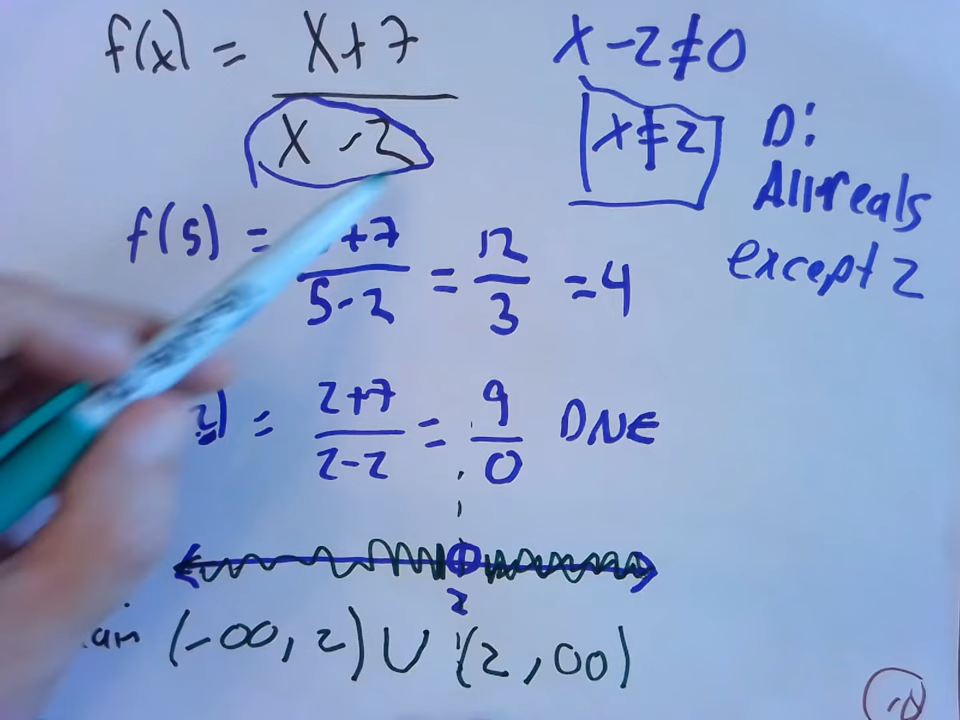 f(x) = x+7 / x-2
x-2≠0
x≠2
D:
All reals
except 2
f(5) = +7 / 5-2 = 12/3 = 4
2) = 2+7 / 2-2 = 9/0 DNE
2
(-∞, 2) ∪ (2, ∞)